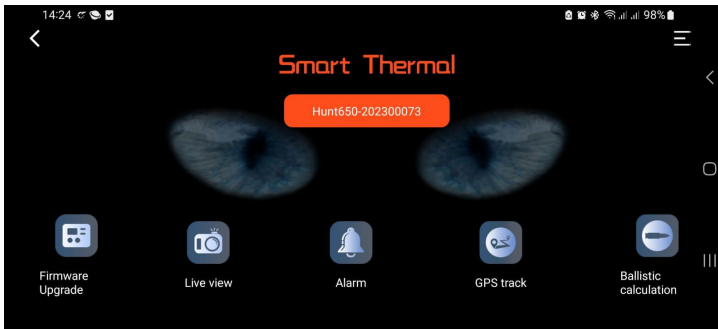 14:24
98%
Smart Thermal
Hunt650-202300073
Firmware
Upgrade
Live view
Alarm
GPS track
Ballistic
calculation